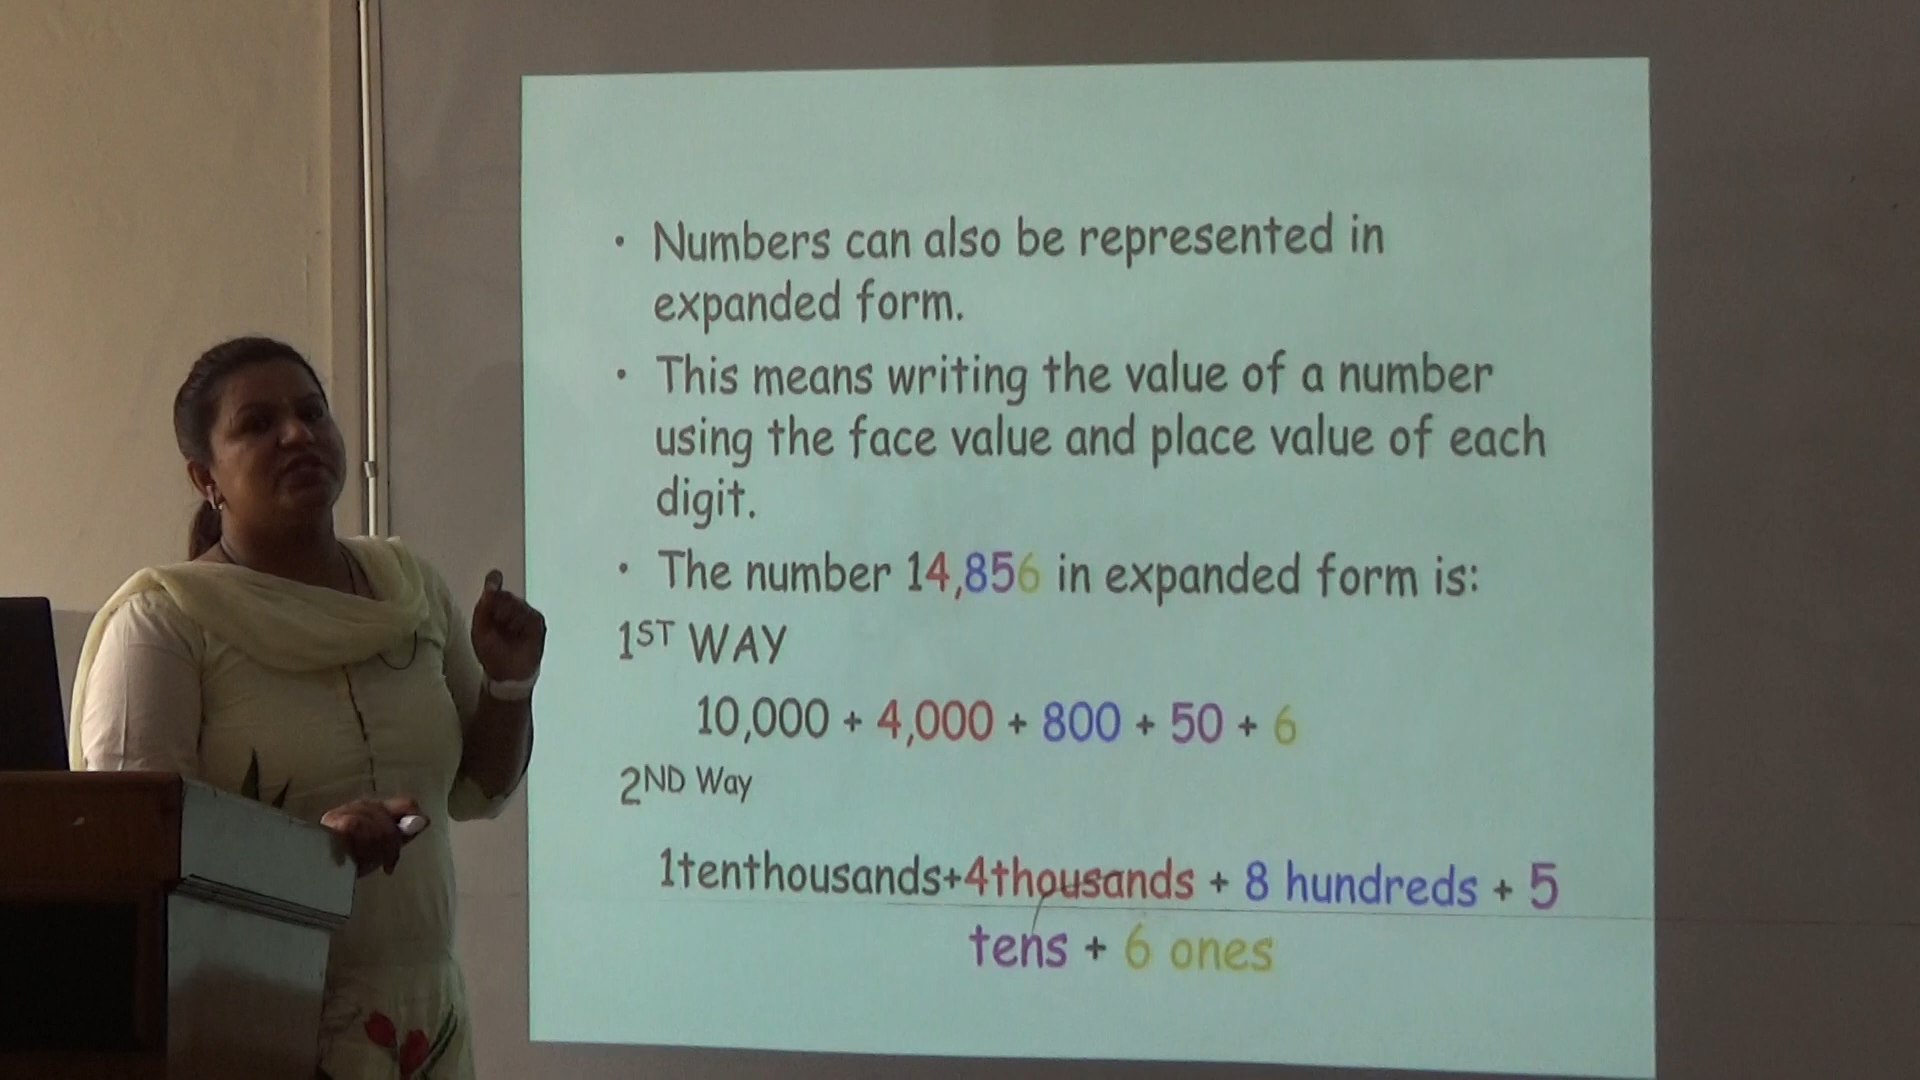 • Numbers can also be represented in
expanded form.
• This means writing the value of a number
using the face value and place value of each
digit.
• The number 14,856 in expanded form is:
1ST WAY
10,000 + 4,000 + 800 + 50 + 6
2ND Way
1tenthousands+4thousands + 8 hundreds + 5
tens + 6 ones